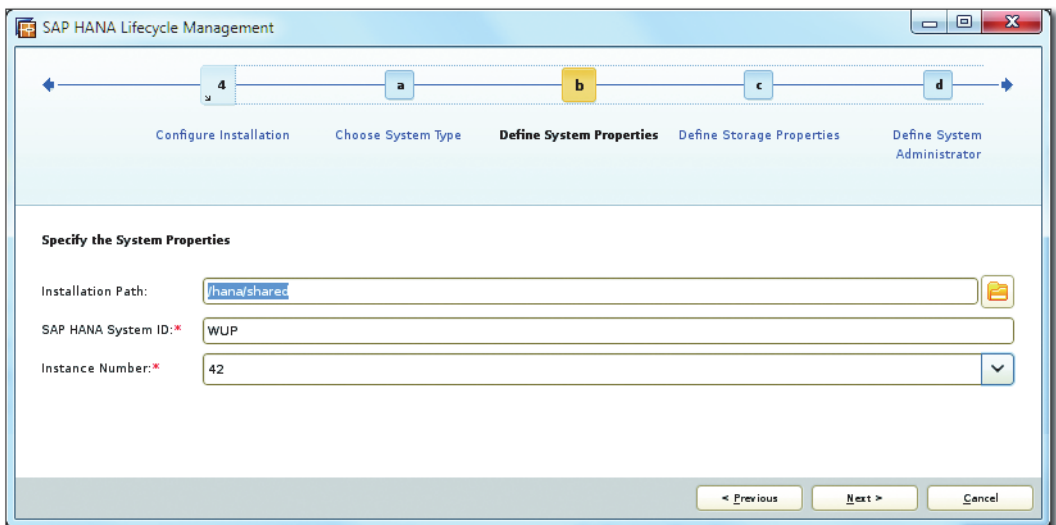 SAP HANA Lifecycle Management
4
a
b
c
d
Configure Installation
Choose System Type
Define System Properties
Define Storage Properties
Define System
Administrator
Specify the System Properties
Installation Path:
/hana/shared
SAP HANA System ID:*
WUP
Instance Number:*
42
< Previous
Next >
Cancel